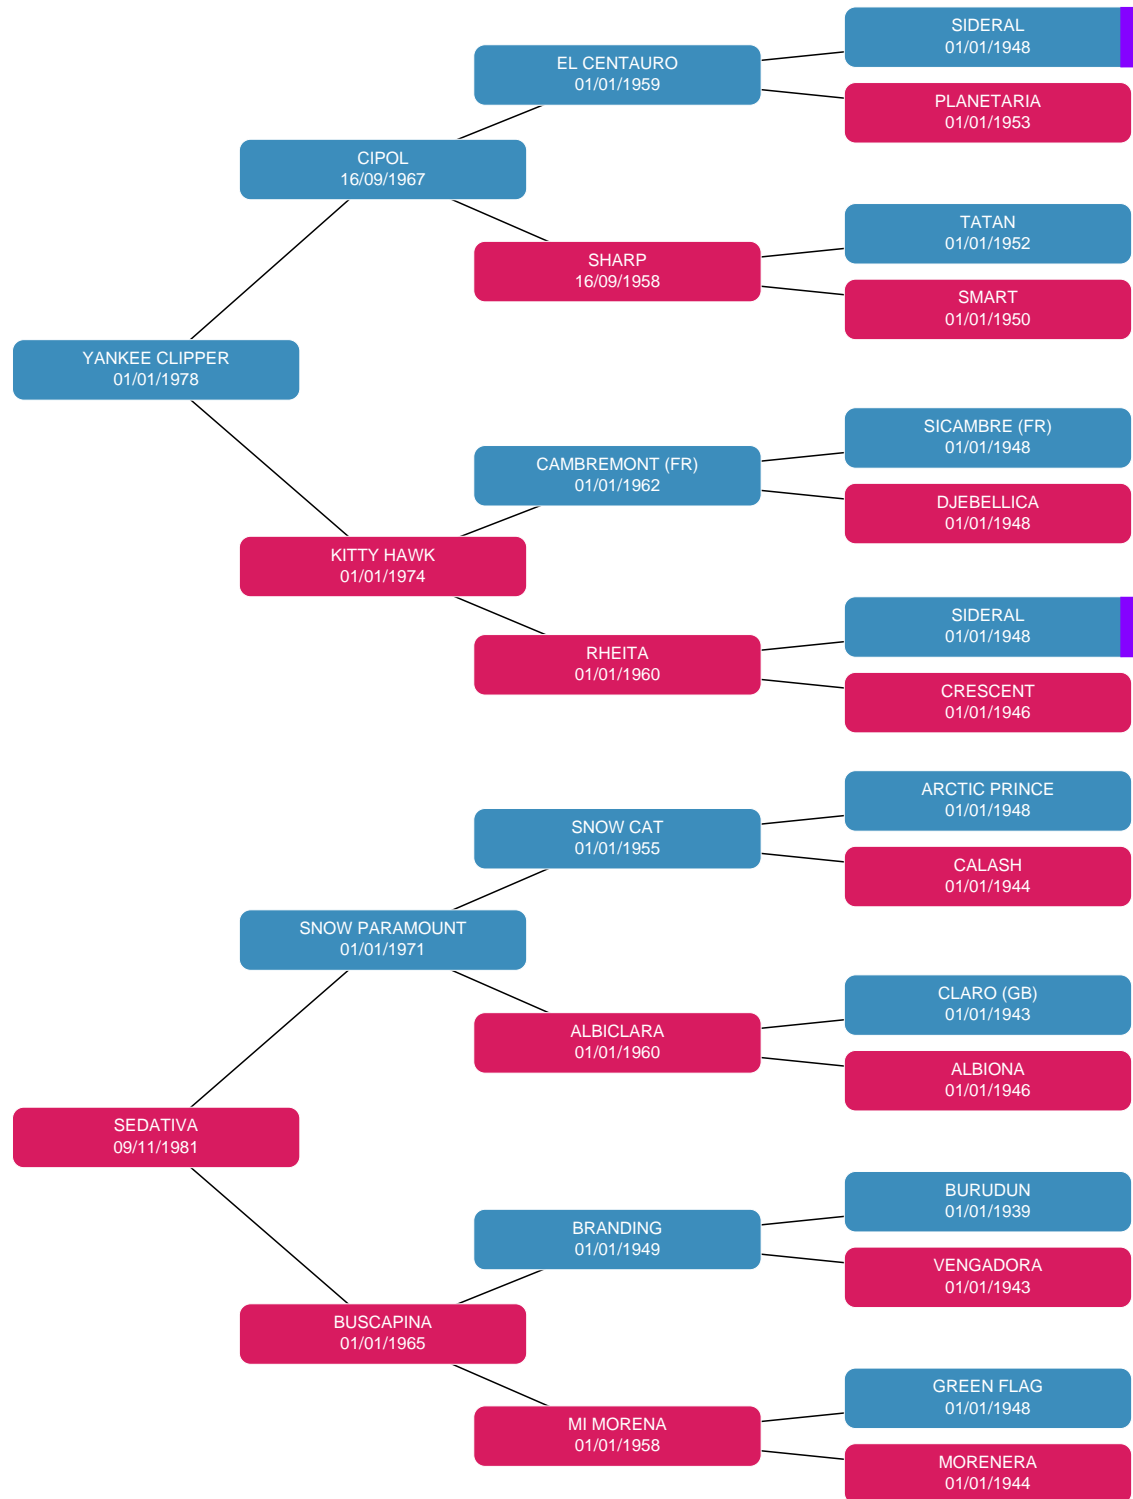 SIDERAL
01/01/1948
EL CENTAURO
01/01/1959
PLANETARIA
01/01/1953
CIPOL
16/09/1967
TATAN
01/01/1952
SHARP
16/09/1958
SMART
01/01/1950
YANKEE CLIPPER
01/01/1978
SICAMBRE (FR)
01/01/1948
CAMBREMONT (FR)
01/01/1962
DJEBELLICA
01/01/1948
KITTY HAWK
01/01/1974
SIDERAL
01/01/1948
RHEITA
01/01/1960
CRESCENT
01/01/1946
ARCTIC PRINCE
01/01/1948
SNOW CAT
01/01/1955
CALASH
01/01/1944
SNOW PARAMOUNT
01/01/1971
CLARO (GB)
01/01/1943
ALBICLARA
01/01/1960
ALBIONA
01/01/1946
SEDATIVA
09/11/1981
BURUDUN
01/01/1939
BRANDING
01/01/1949
VENGADORA
01/01/1943
BUSCAPINA
01/01/1965
GREEN FLAG
01/01/1948
MI MORENA
01/01/1958
MORENERA
01/01/1944